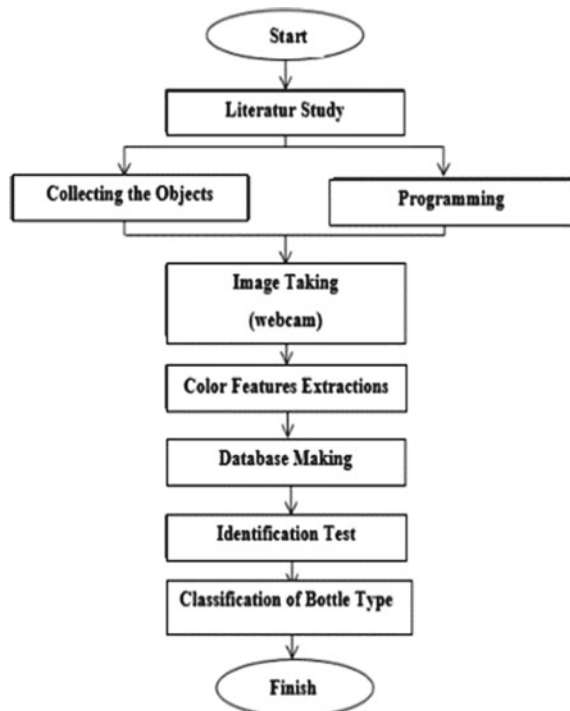 Start
Literatur Study
Collecting the Objects
Programming
Image Taking
(webcam)
Color Features Extractions
Database Making
Identification Test
Classification of Bottle Type
Finish